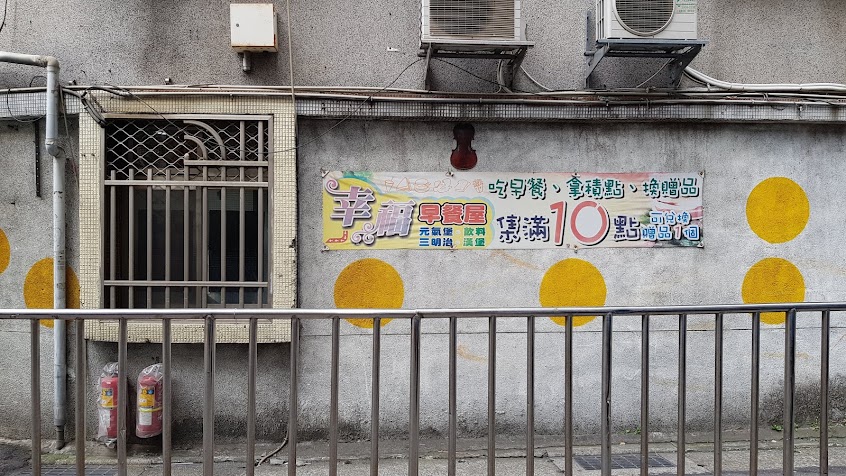 幸福早餐屋
元氣堡 飲料
三明治 漢堡
吃早餐、拿積點、換贈品
集滿10點
可兌換
贈品1個